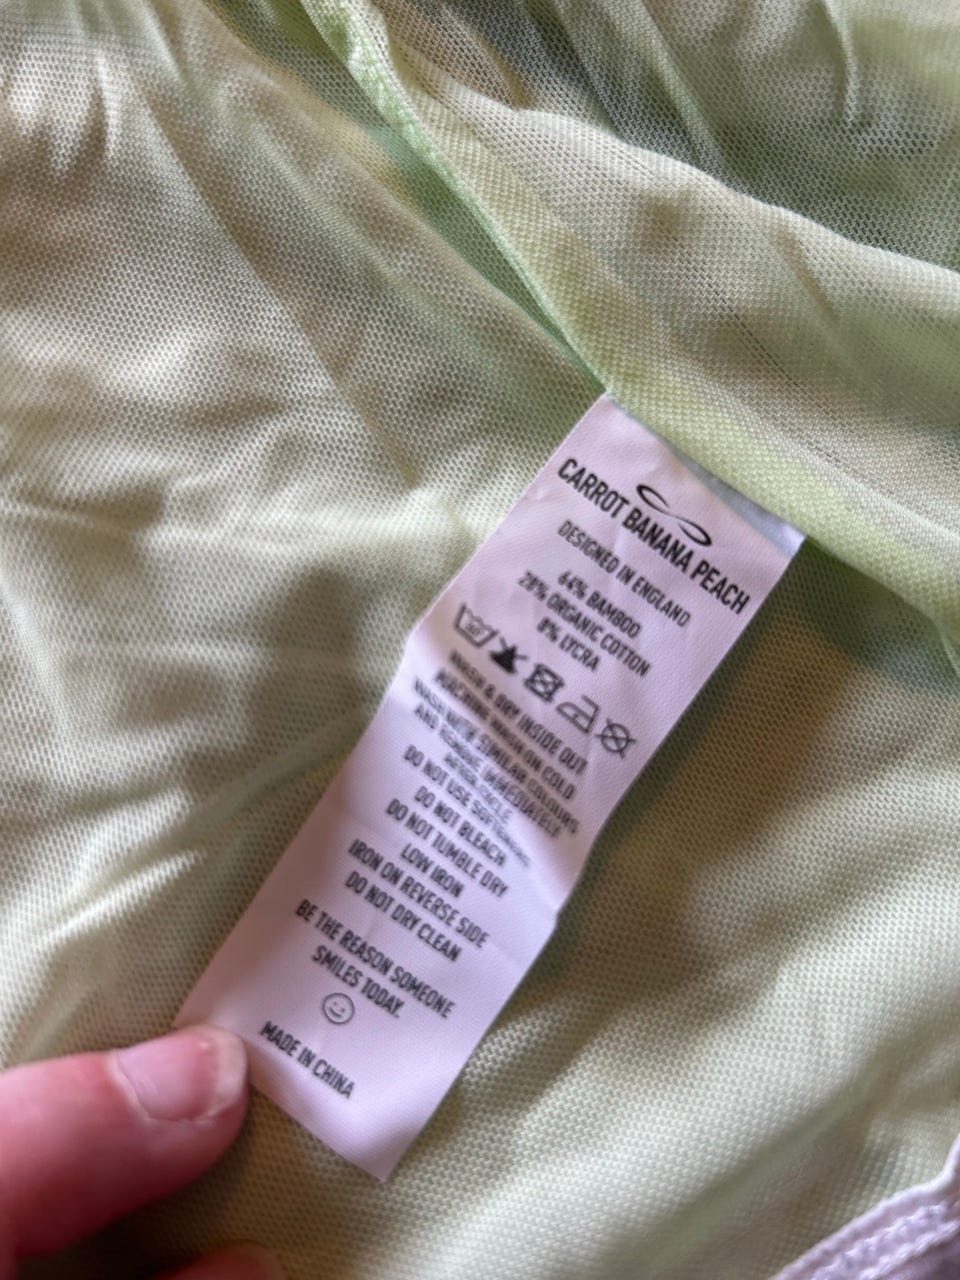 CARROT BANANA PEACH
DESIGNED IN ENGLAND
64% BAMBOO
28% ORGANIC COTTON
8% LYCRA
WASH & DRY INSIDE OUT
MACHINE WASH ON COLD
WASH WITH SIMILAR COLOURS
AND REMOVE IMMEDIATELY
AFTER CYCLE
DO NOT USE SOFTENERS
DO NOT BLEACH
DO NOT TUMBLE DRY
LOW IRON
IRON ON REVERSE SIDE
DO NOT DRY CLEAN
BE THE REASON SOMEONE
SMILES TODAY.
MADE IN CHINA